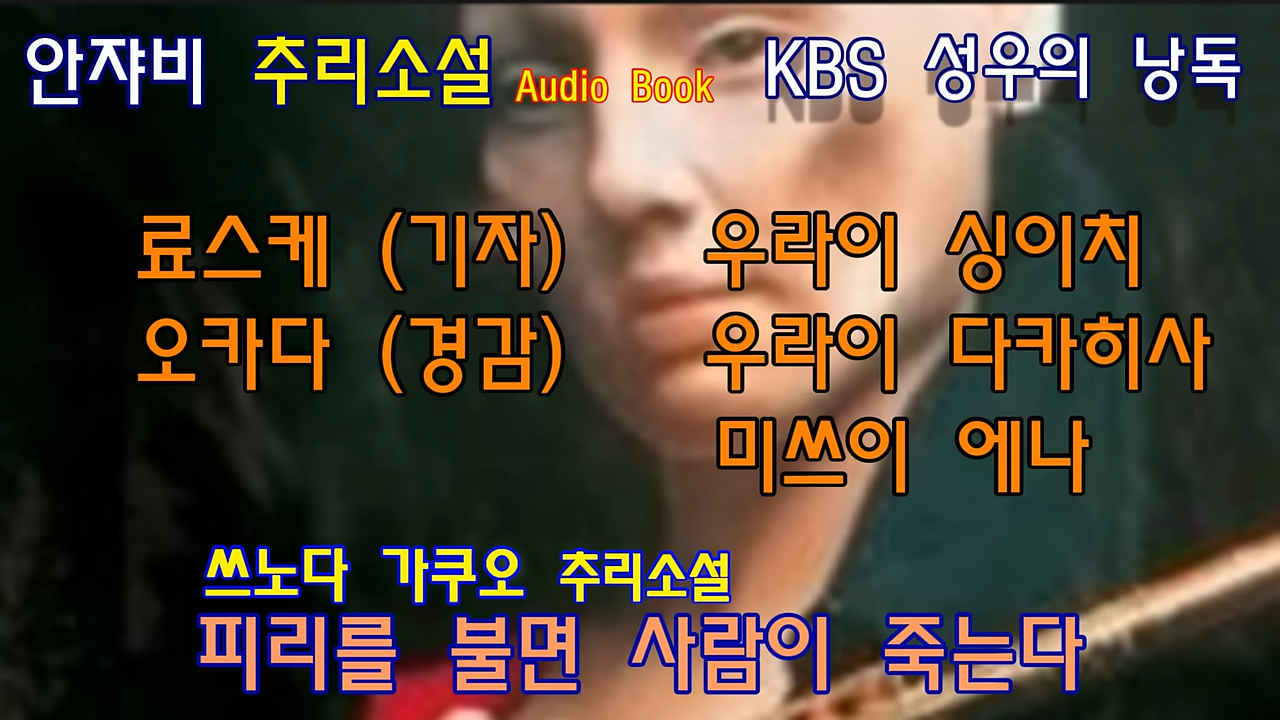 안쟈비 추리소설 Audio Book KBS 성우의 낭독
료스케 (기자) 우라이 싱이치
오카다 (경감) 우라이 다카히사
미쓰이 에나
쓰노다 가쿠오 추리소설
피리를 불면 사람이 죽는다